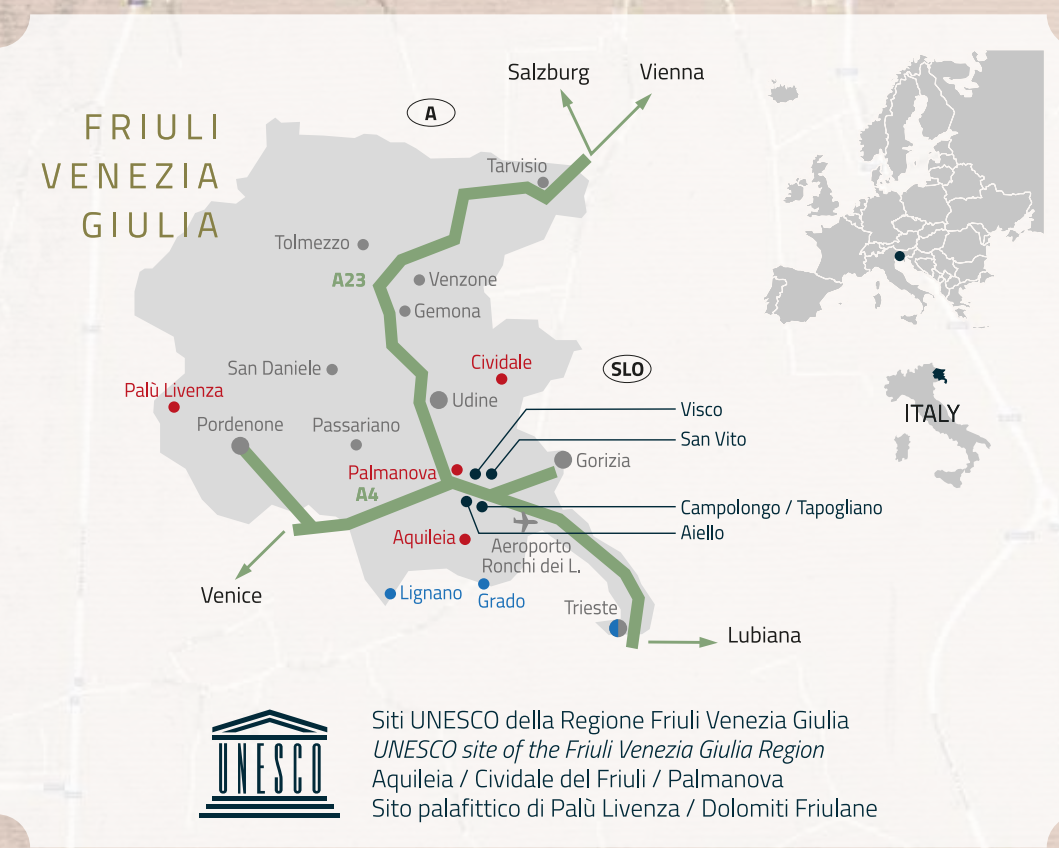 Salzburg
Vienna
A
FRIULI
VENEZIA
GIULIA
Tarvisio
Tolmezzo
A23
Venzone
Gemona
San Daniele
Cividale
SLO
Palù Livenza
Udine
Visco
ITALY
Pordenone
Passariano
San Vito
Palmanova
Gorizia
A4
Campolongo / Tapogliano
Aiello
Aquileia
Aeroporto
Ronchi dei L.
Venice
Lignano
Grado
Trieste
Lubiana
UNESCO
Siti UNESCO della Regione Friuli Venezia Giulia
UNESCO site of the Friuli Venezia Giulia Region
Aquileia / Cividale del Friuli / Palmanova
Sito palafittico di Palù Livenza / Dolomiti Friulane